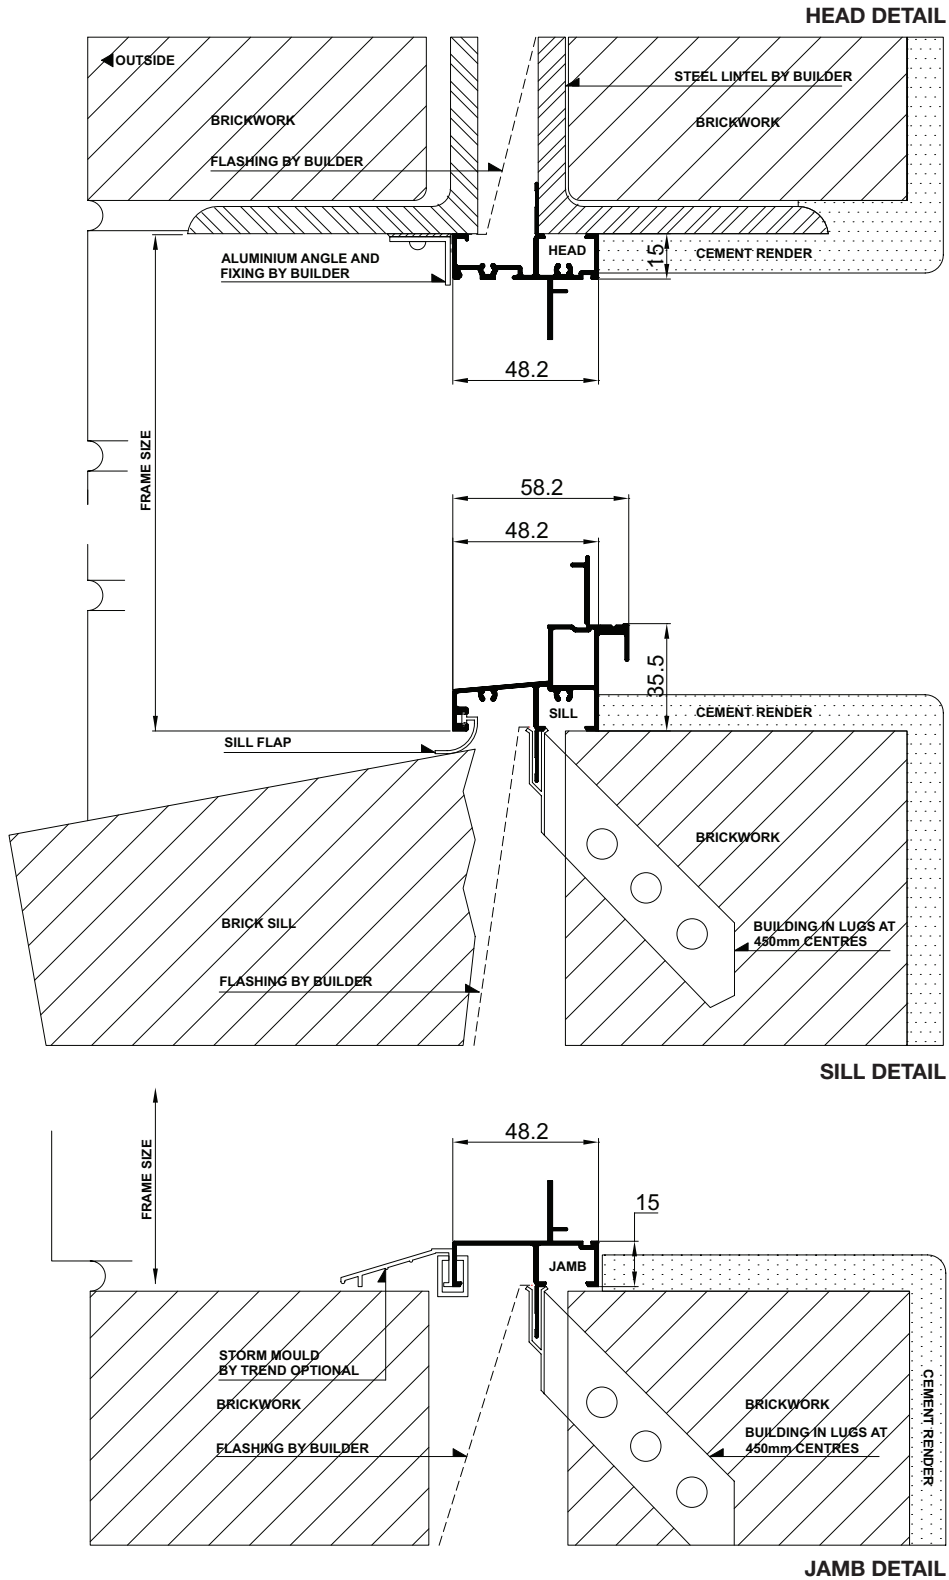 HEAD DETAIL
OUTSIDE
STEEL LINTEL BY BUILDER
BRICKWORK
BRICKWORK
FLASHING BY BUILDER
HEAD
15
CEMENT RENDER
ALUMINIUM ANGLE AND
FIXING BY BUILDER
48.2
FRAME SIZE
58.2
48.2
35.5
SILL
CEMENT RENDER
SILL FLAP
BRICKWORK
BRICK SILL
BUILDING IN LUGS AT
450mm CENTRES
FLASHING BY BUILDER
SILL DETAIL
FRAME SIZE
48.2
15
JAMB
STORM MOULD
BY TREND OPTIONAL
BRICKWORK
BRICKWORK
CEMENT RENDER
BUILDING IN LUGS AT
450mm CENTRES
FLASHING BY BUILDER
JAMB DETAIL